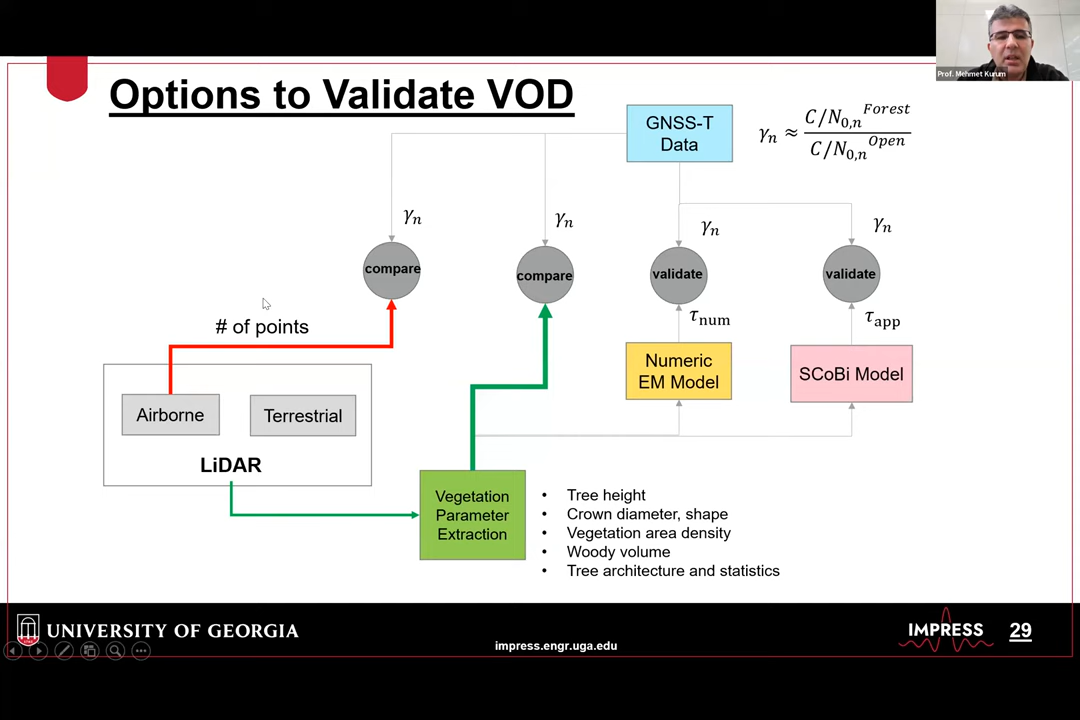 Prof. Mehmet Kurum
Options to Validate VOD
GNSS-T
Data
γn ≈ C/N0,n^Forest / C/N0,n^Open
γn
γn
γn
γn
compare
compare
validate
validate
# of points
τnum
τapp
Numeric
EM Model
SCoBi Model
Airborne
Terrestrial
LiDAR
Vegetation
Parameter
Extraction
• Tree height
• Crown diameter, shape
• Vegetation area density
• Woody volume
• Tree architecture and statistics
UNIVERSITY OF GEORGIA
impress.engr.uga.edu
IMPRESS
29